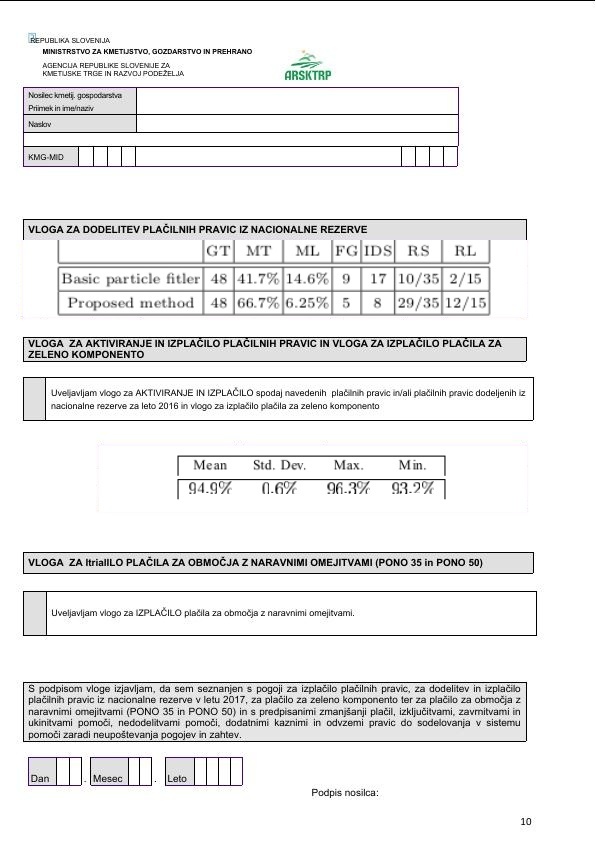 REPUBLIKA SLOVENIJA
MINISTRSTVO ZA KMETIJSTVO, GOZDARSTVO IN PREHRANO
AGENCIJA REPUBLIKE SLOVENIJE ZA
KMETIJSKE TRGE IN RAZVOJ PODEŽELJA
ARSKTRP
Nosilec kmetij. gospodarstva
Priimek in ime/naziv
Naslov
KMG-MID
VLOGA ZA DODELITEV PLAČILNIH PRAVIC IZ NACIONALNE REZERVE
GT MT ML FG IDS RS RL
Basic particle fitler 48 41.7% 14.6% 9 17 10/35 2/15
Proposed method 48 66.7% 6.25% 5 8 29/35 12/15
VLOGA ZA AKTIVIRANJE IN IZPLAČILO PLAČILNIH PRAVIC IN VLOGA ZA IZPLAČILO PLAČILA ZA
ZELENO KOMPONENTO
Uveljavljam vlogo za AKTIVIRANJE IN IZPLAČILO spodaj navedenih plačilnih pravic in/ali plačilnih pravic dodeljenih iz
nacionalne rezerve za leto 2016 in vlogo za izplačilo plačila za zeleno komponento
Mean Std. Dev. Max. Min.
94.9% 0.6% 96.3% 93.2%
VLOGA ZA ItriaIILO PLAČILA ZA OBMOČJA Z NARAVNIMI OMEJITVAMI (PONO 35 in PONO 50)
Uveljavljam vlogo za IZPLAČILO plačila za območja z naravnimi omejitvami.
S podpisom vloge izjavljam, da sem seznanjen s pogoji za izplačilo plačilnih pravic, za dodelitev in izplačilo
plačilnih pravic iz nacionalne rezerve v letu 2017, za plačilo za zeleno komponento ter za plačilo za območja z
naravnimi omejitvami (PONO 35 in PONO 50) in s predpisanimi zmanjšanji plačil, izključitvami, zavrnitvami in
ukinitvami pomoči, nedodelitvami pomoči, dodatnimi kaznimi in odvzemi pravic do sodelovanja v sistemu
pomoči zaradi neupoštevanja pogojev in zahtev.
Dan . Mesec . Leto
Podpis nosilca:
10